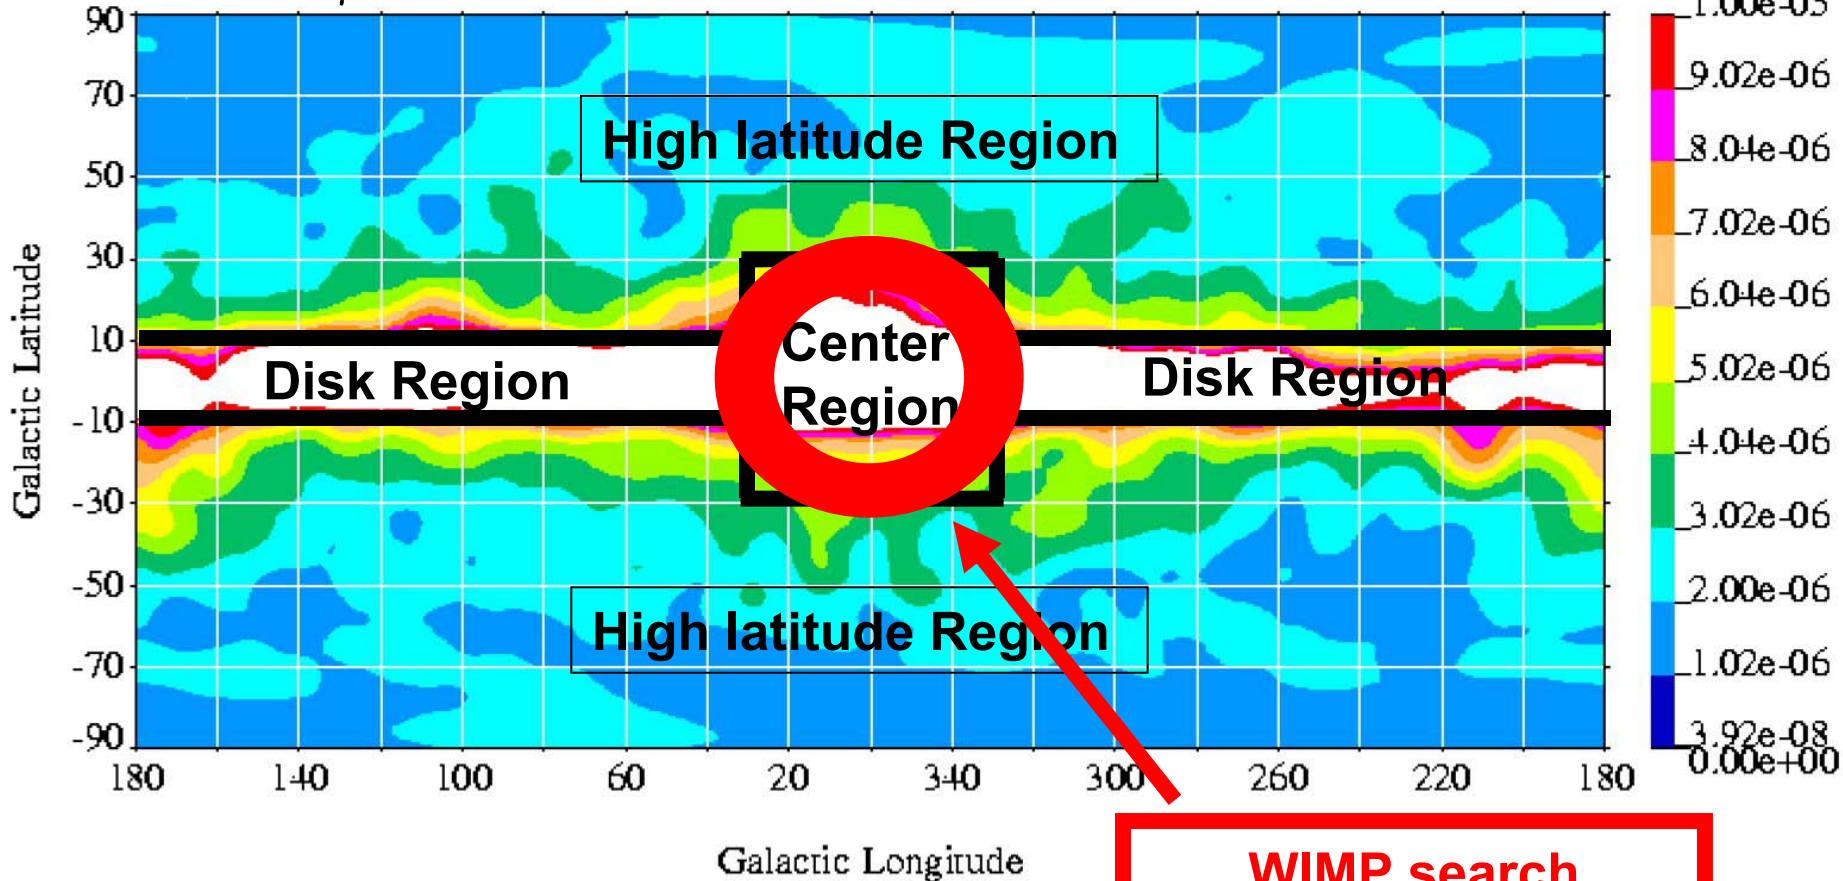 90
70
50
30
10
-10
-30
-50
-70
-90
Galactic Latitude
High latitude Region
Center
Region
Disk Region
Disk Region
High latitude Region
180 140 100 60 20 340 300 260 220 180
Galactic Longitude
WIMP search
1.00e-05
9.02e-06
8.04e-06
7.02e-06
6.04e-06
5.02e-06
4.04e-06
3.02e-06
2.00e-06
1.02e-06
3.92e-08
0.00e+00